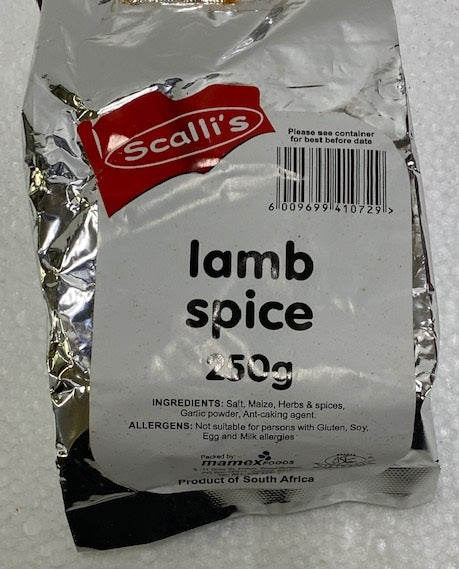 Scalli's
Please see container
for best before date
6 009699 410729 >
lamb
spice
250g
INGREDIENTS: Salt, Maize, Herbs & spices,
Garlic powder, Anti-caking agent.
ALLERGENS: Not suitable for persons with Gluten, Soy,
Egg and Milk allergies
Packed by:
mamex FOODS
Product of South Africa